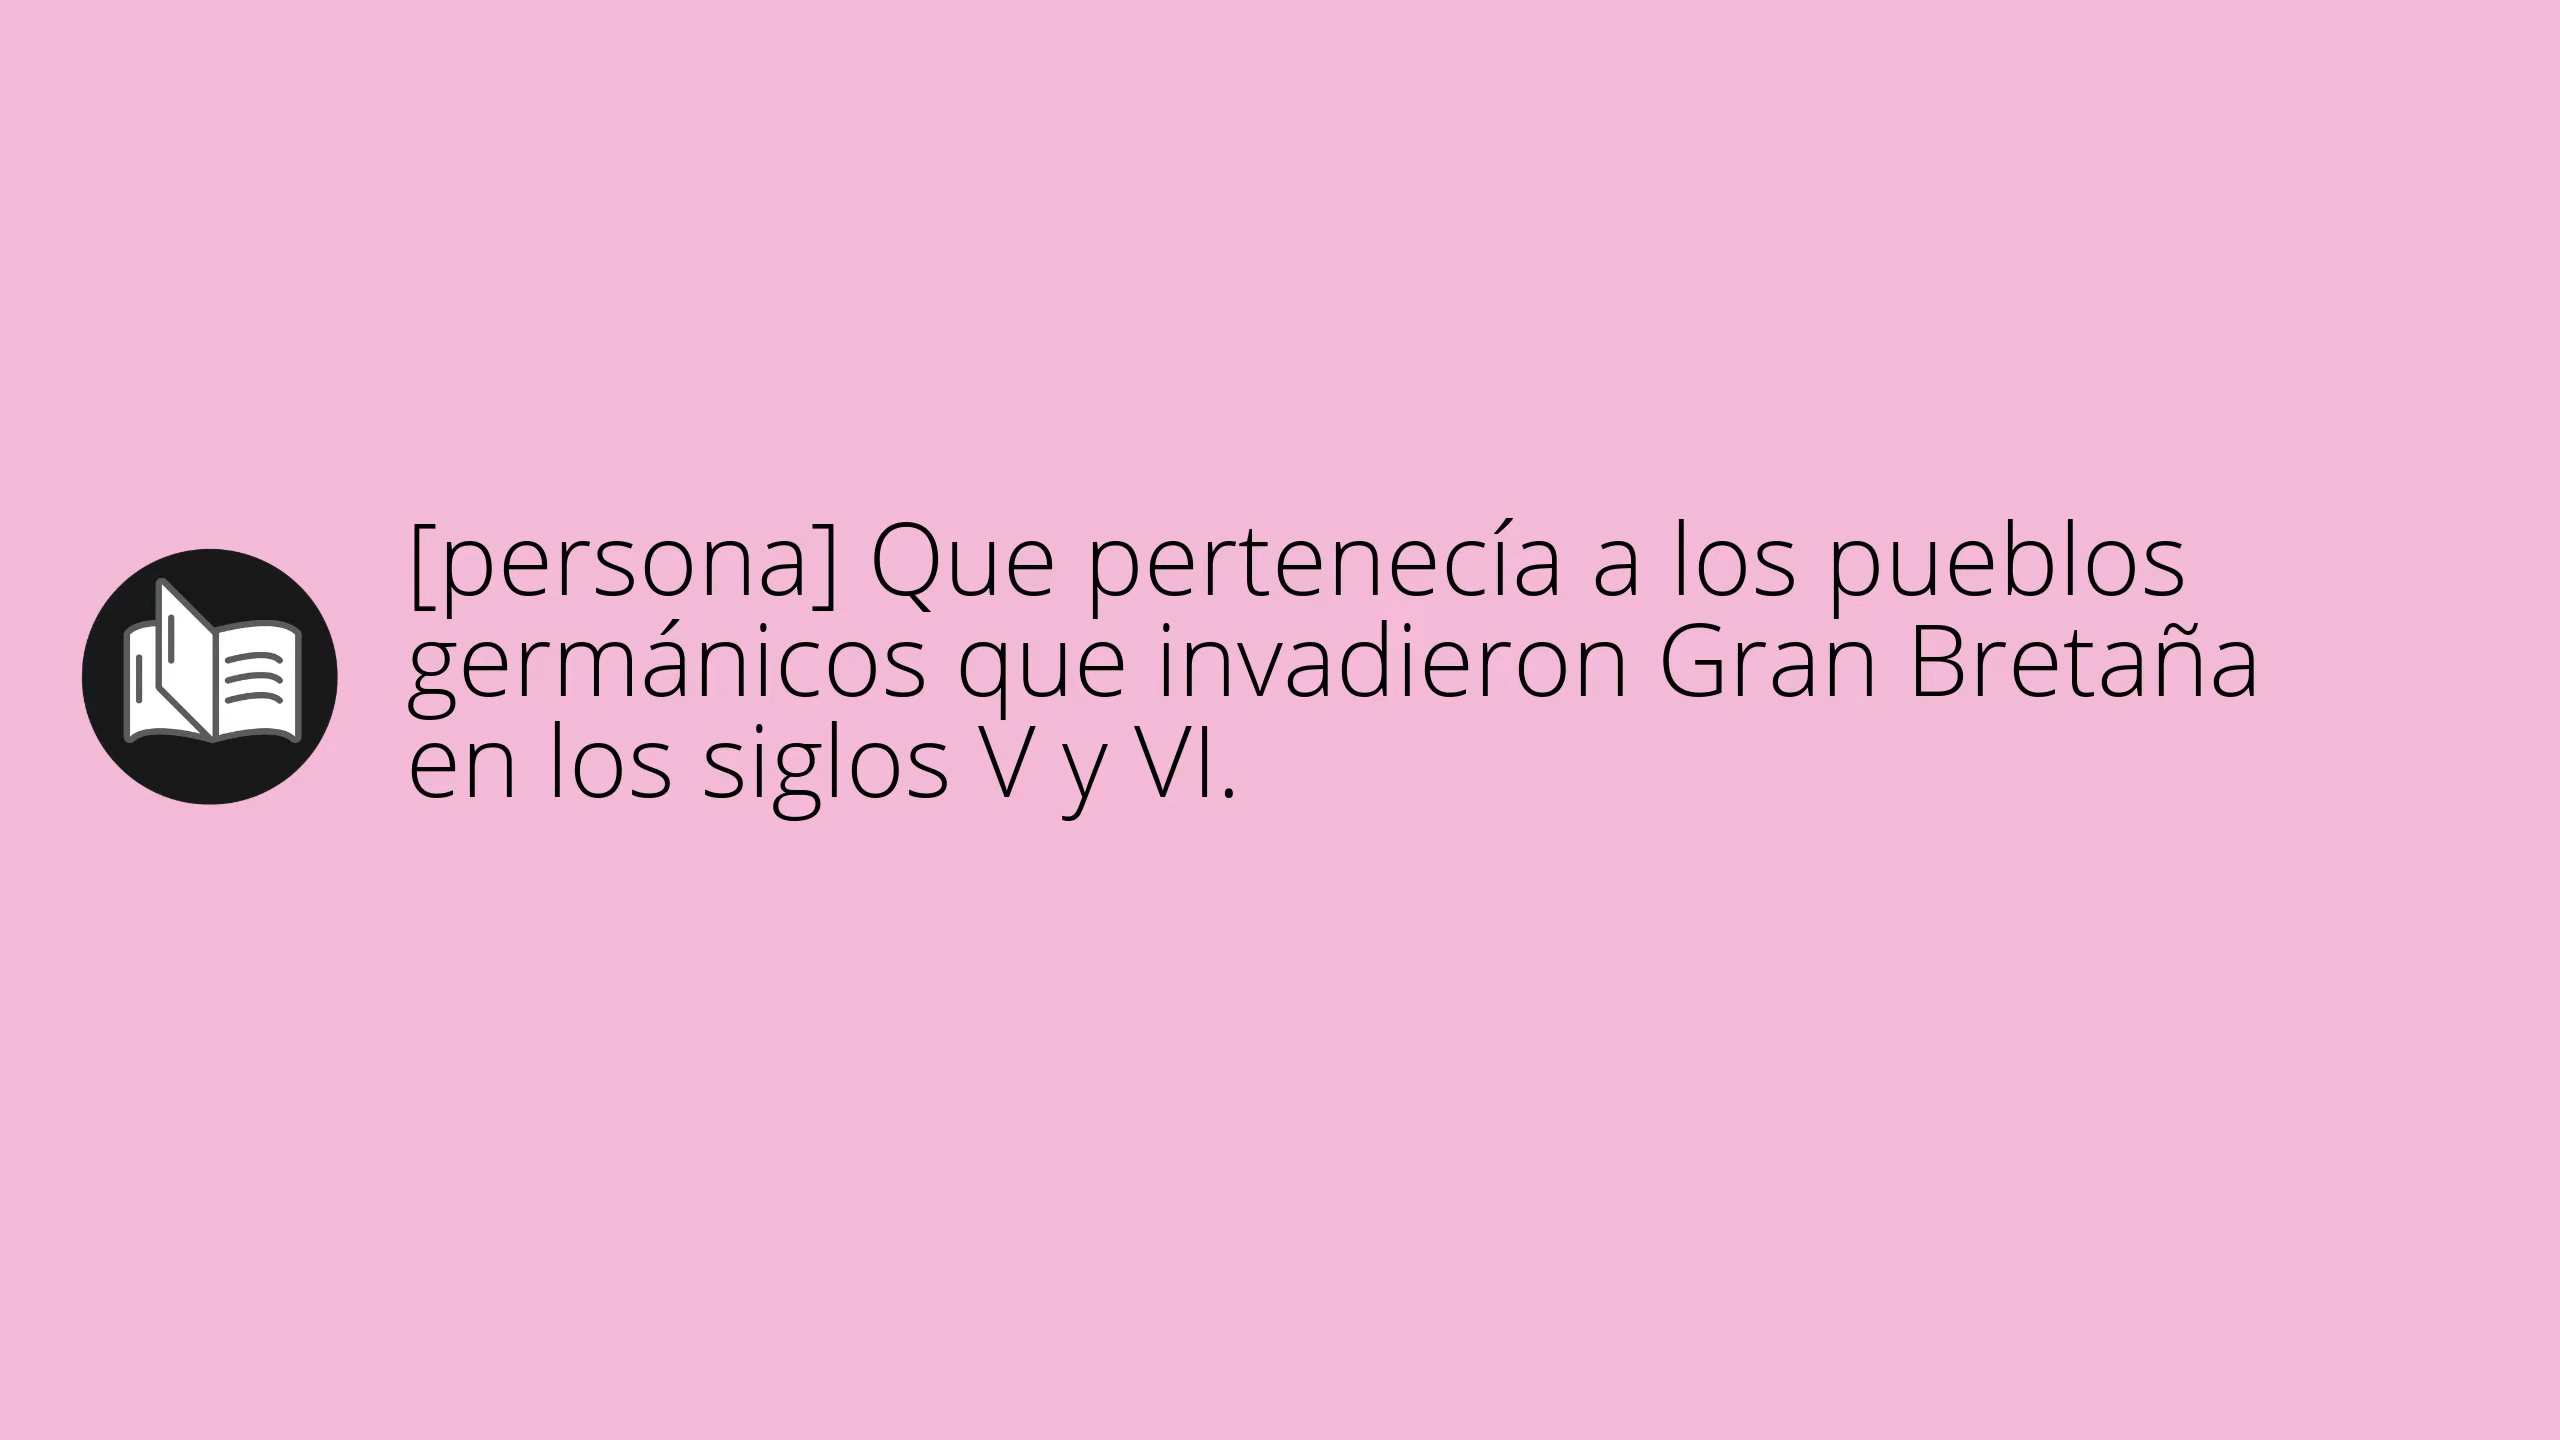 [persona] Que pertenecía a los pueblos
germánicos que invadieron Gran Bretaña
en los siglos V y VI.